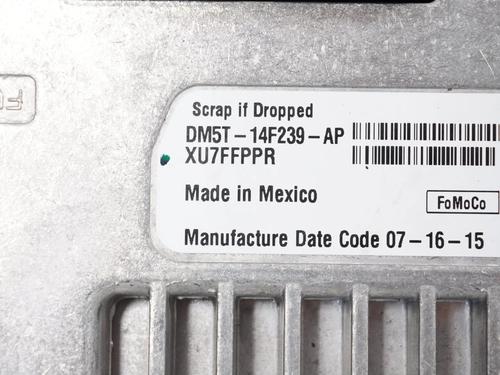 Scrap if Dropped
DM5T-14F239-AP
XU7FFPPR
Made in Mexico
FoMoCo
Manufacture Date Code 07-16-15